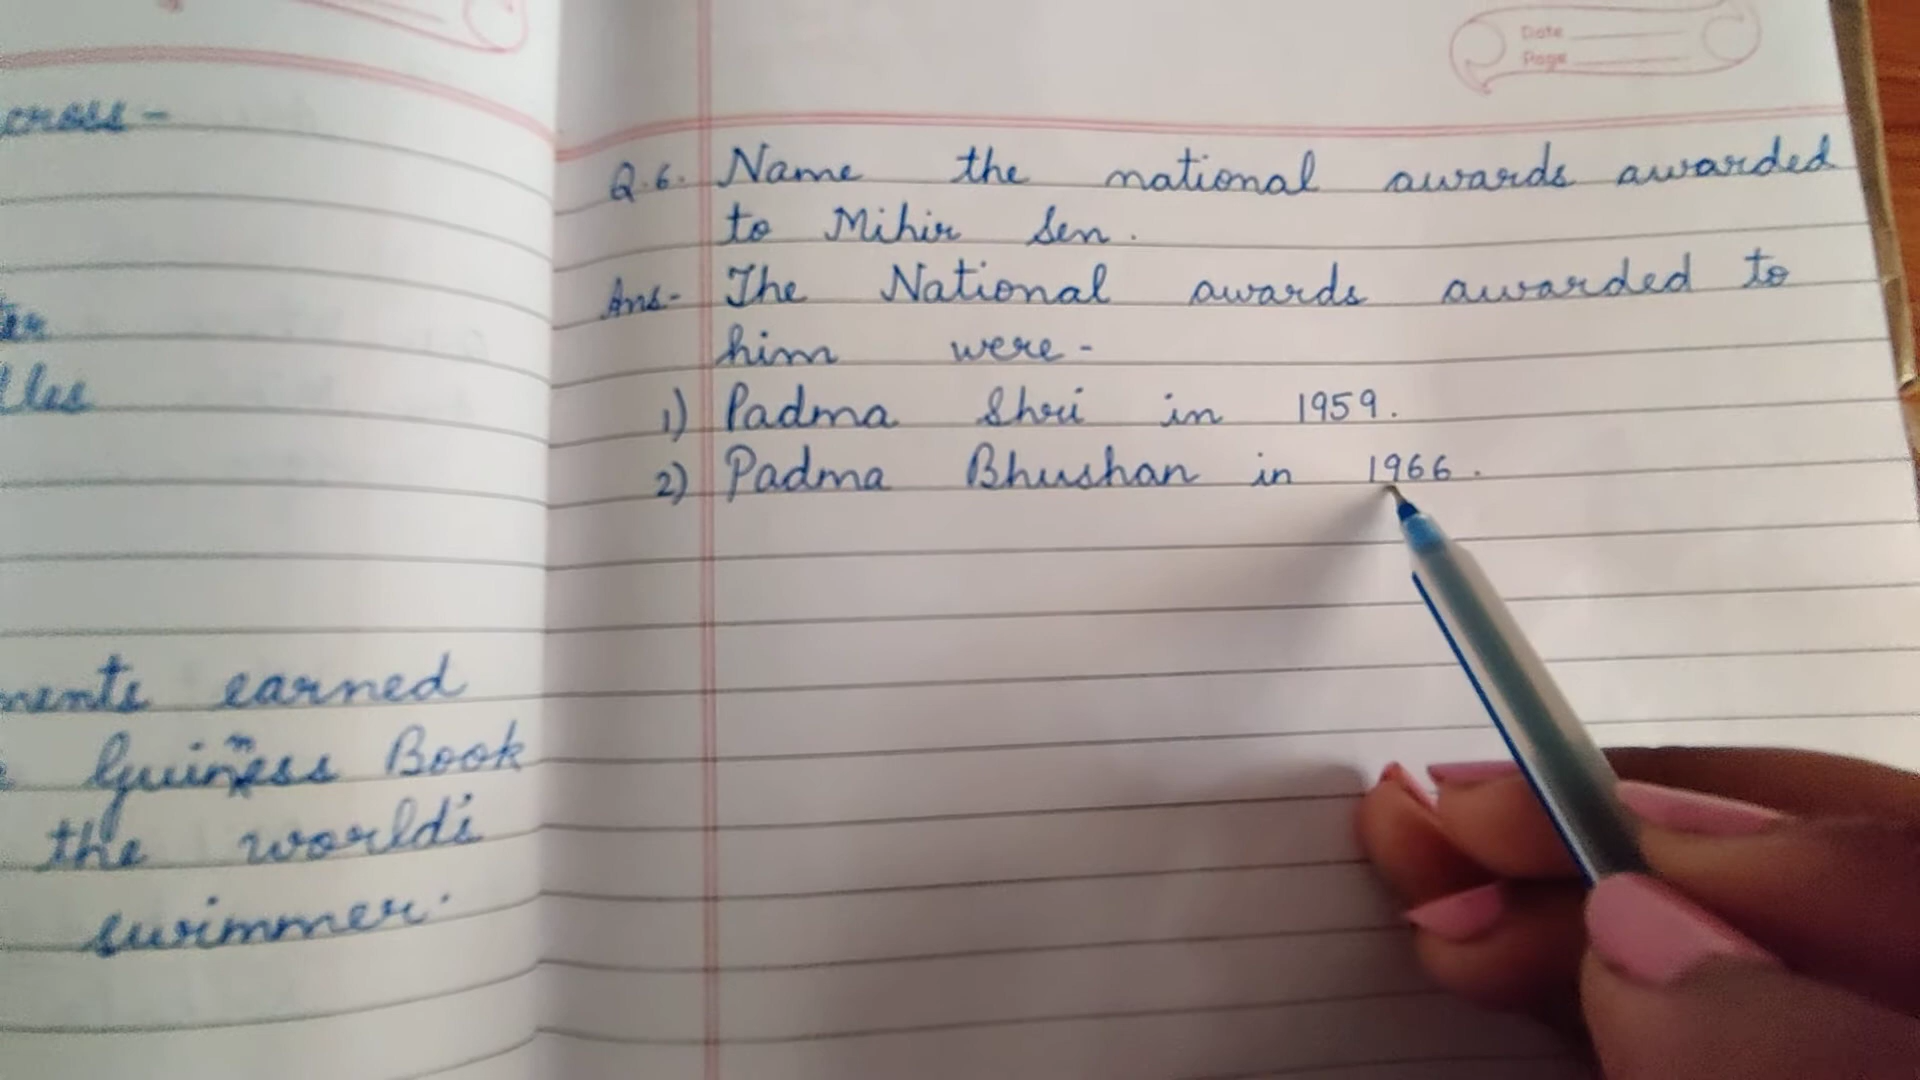 cross-
ments earned
Guinness Book
the world's
swimmer.
Date
Page
Q.6. Name the national awards awarded
to Mihir Sen.
Ans- The National awards awarded to
him were-
1) Padma Shri in 1959.
2) Padma Bhushan in 1966.